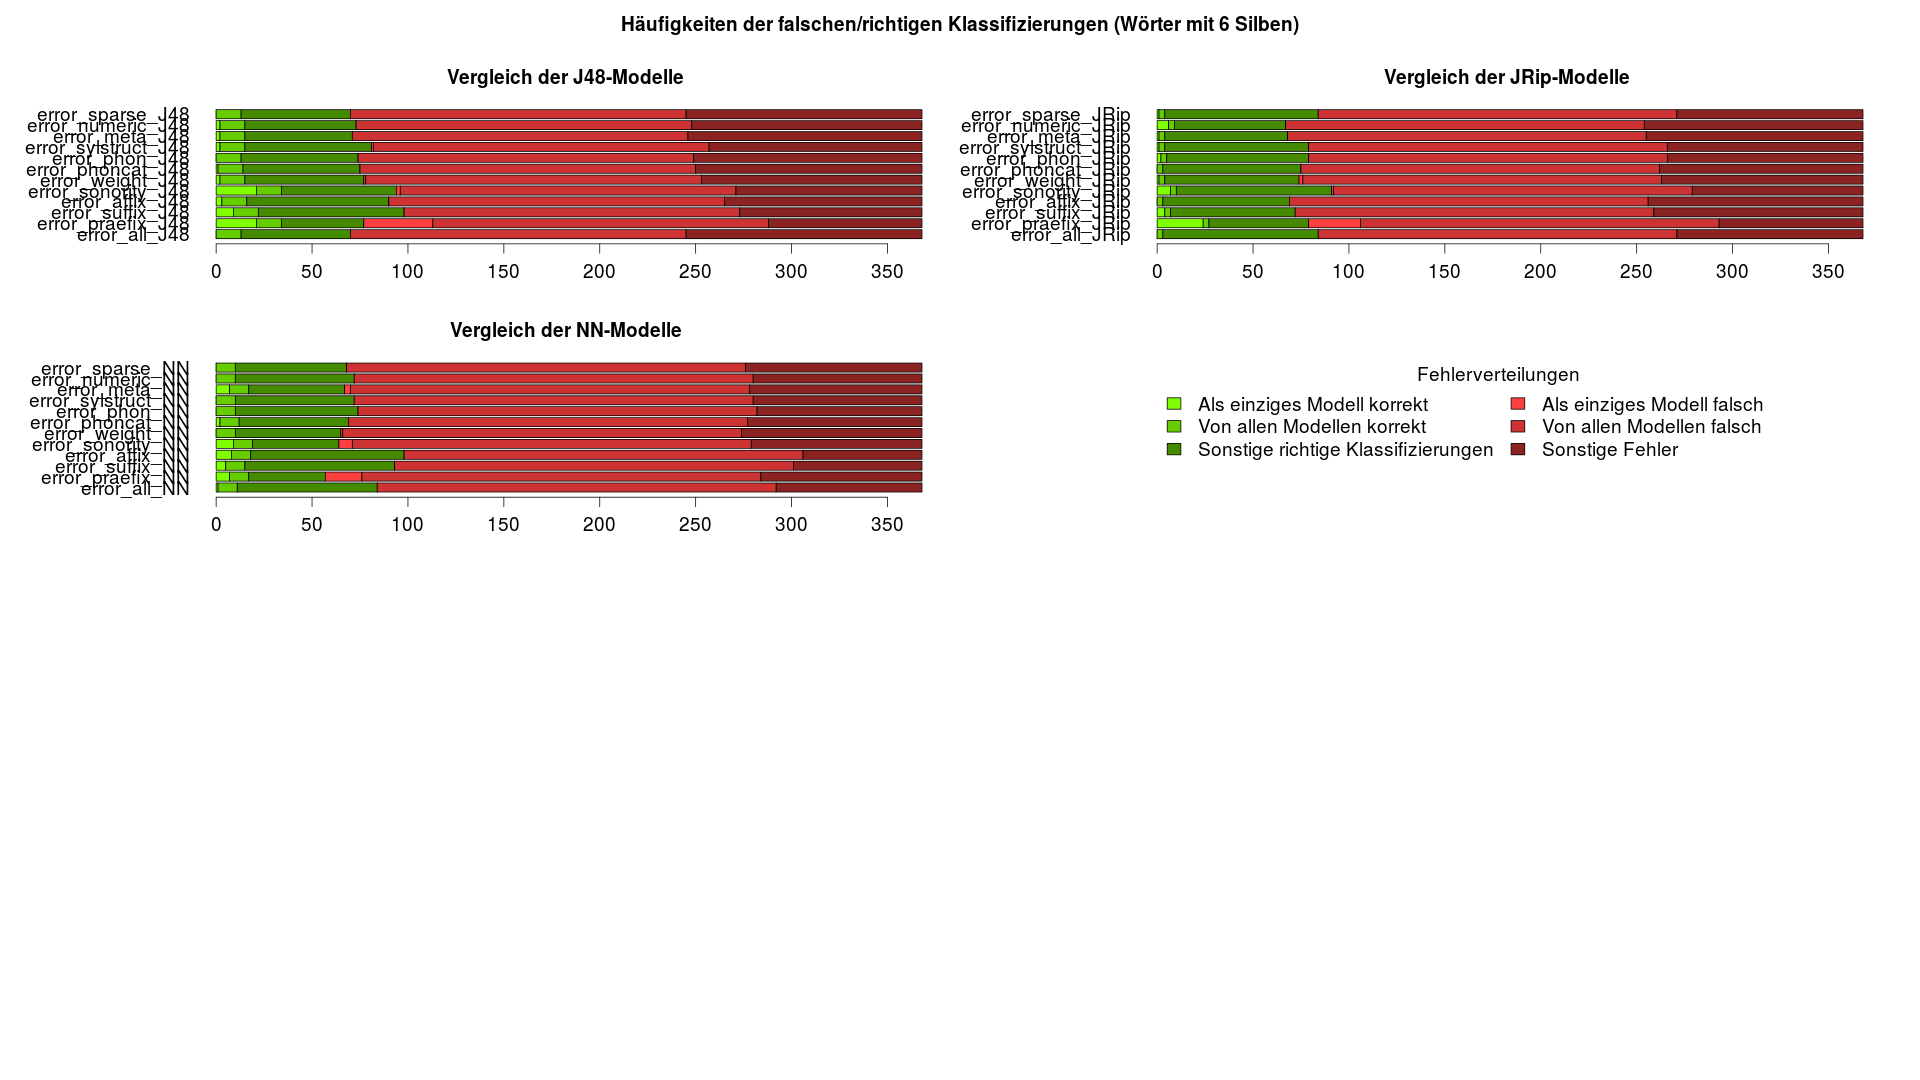 Häufigkeiten der falschen/richtigen Klassifizierungen (Wörter mit 6 Silben)
Vergleich der J48-Modelle
error_sparse_J48
error_numeric_J48
error_meta_J48
error_sylstruct_J48
error_phon_J48
error_phoncat_J48
error_weight_J48
error_sonority_J48
error_affix_J48
error_suffix_J48
error_praefix_J48
error_all_J48
0 50 100 150 200 250 300 350
Vergleich der JRip-Modelle
error_sparse_JRip
error_numeric_JRip
error_meta_JRip
error_sylstruct_JRip
error_phon_JRip
error_phoncat_JRip
error_weight_JRip
error_sonority_JRip
error_affix_JRip
error_suffix_JRip
error_praefix_JRip
error_all_JRip
0 50 100 150 200 250 300 350
Vergleich der NN-Modelle
error_sparse_NN
error_numeric_NN
error_meta_NN
error_sylstruct_NN
error_phon_NN
error_phoncat_NN
error_weight_NN
error_sonority_NN
error_affix_NN
error_suffix_NN
error_praefix_NN
error_all_NN
0 50 100 150 200 250 300 350
Fehlerverteilungen
Als einziges Modell korrekt
Von allen Modellen korrekt
Sonstige richtige Klassifizierungen
Als einziges Modell falsch
Von allen Modellen falsch
Sonstige Fehler